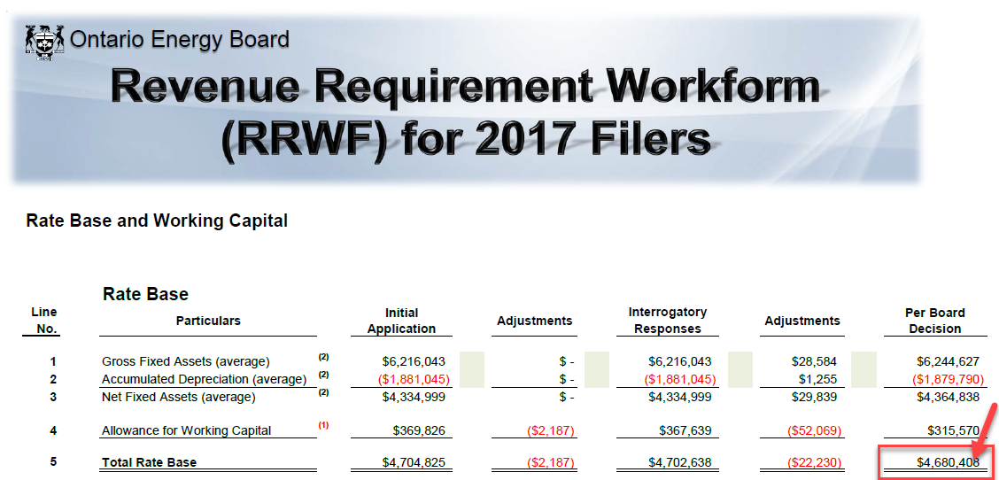 Ontario Energy Board
Revenue Requirement Workform
(RRWF) for 2017 Filers
Rate Base and Working Capital
Rate Base
Line No. Particulars Initial Application Adjustments Interrogatory Responses Adjustments Per Board Decision
1 Gross Fixed Assets (average) (2) $6,216,043 $ - $6,216,043 $28,584 $6,244,627
2 Accumulated Depreciation (average) (2) ($1,881,045) $ - ($1,881,045) $1,255 ($1,879,790)
3 Net Fixed Assets (average) (2) $4,334,999 $ - $4,334,999 $29,839 $4,364,838
4 Allowance for Working Capital (1) $369,826 ($2,187) $367,639 ($52,069) $315,570
5 Total Rate Base $4,704,825 ($2,187) $4,702,638 ($22,230) $4,680,408